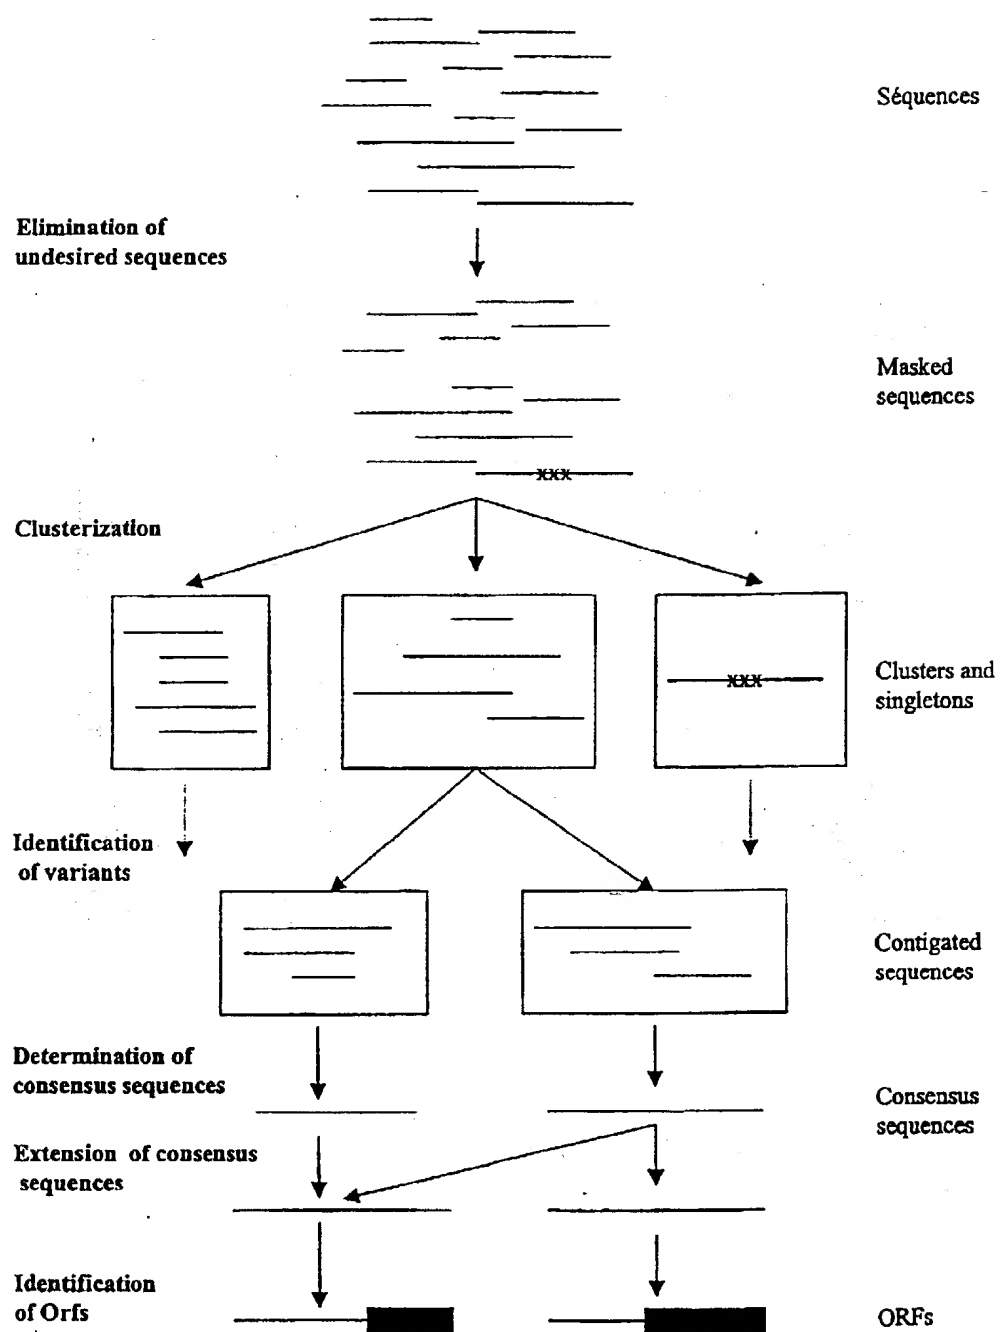 Séquences
Elimination of
undesired sequences
Masked
sequences
xxx
Clusterization
Clusters and
singletons
xxx
Identification
of variants
Contigated
sequences
Determination of
consensus sequences
Consensus
sequences
Extension of consensus
sequences
Identification
of Orfs
ORFs